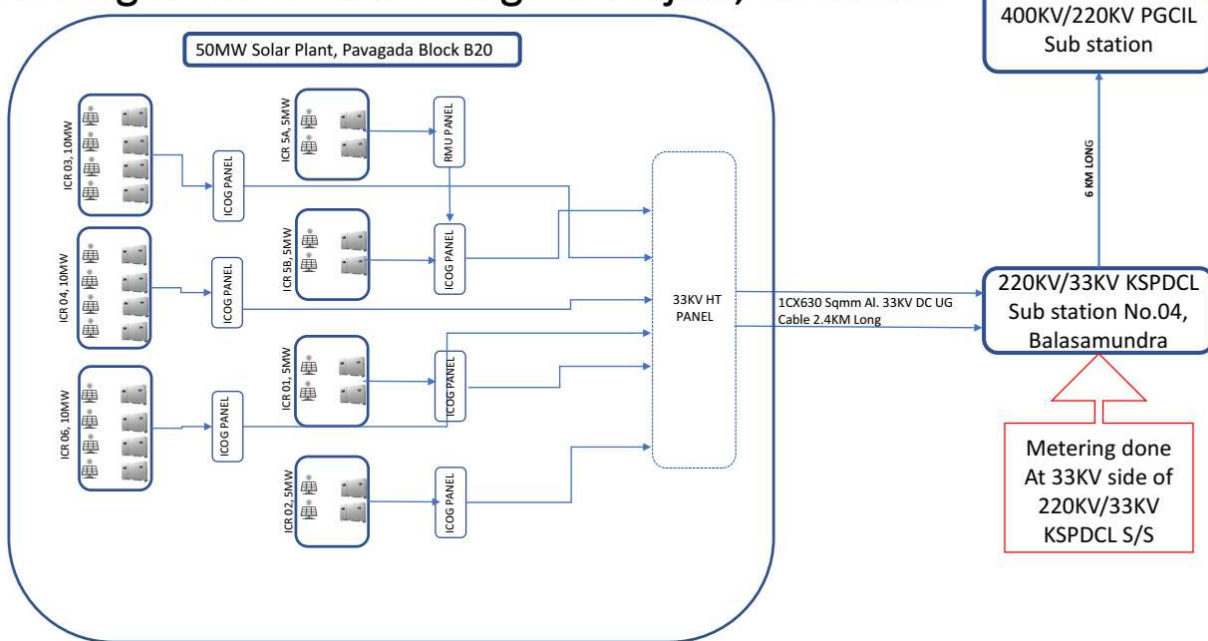 400KV/220KV PGCIL
Sub station
50MW Solar Plant, Pavagada Block B20
ICR 03, 10MW
ICOG PANEL
ICR 5A, 5MW
RMU PANEL
ICR 04, 10MW
ICOG PANEL
ICR 5B, 5MW
ICOG PANEL
ICR 06, 10MW
ICOG PANEL
ICR 01, 5MW
ICOG PANEL
ICR 02, 5MW
ICOG PANEL
33KV HT
PANEL
1CX630 Sqmm Al. 33KV DC UG
Cable 2.4KM Long
6 KM LONG
220KV/33KV KSPDCL
Sub station No.04,
Balasamundra
Metering done
At 33KV side of
220KV/33KV
KSPDCL S/S